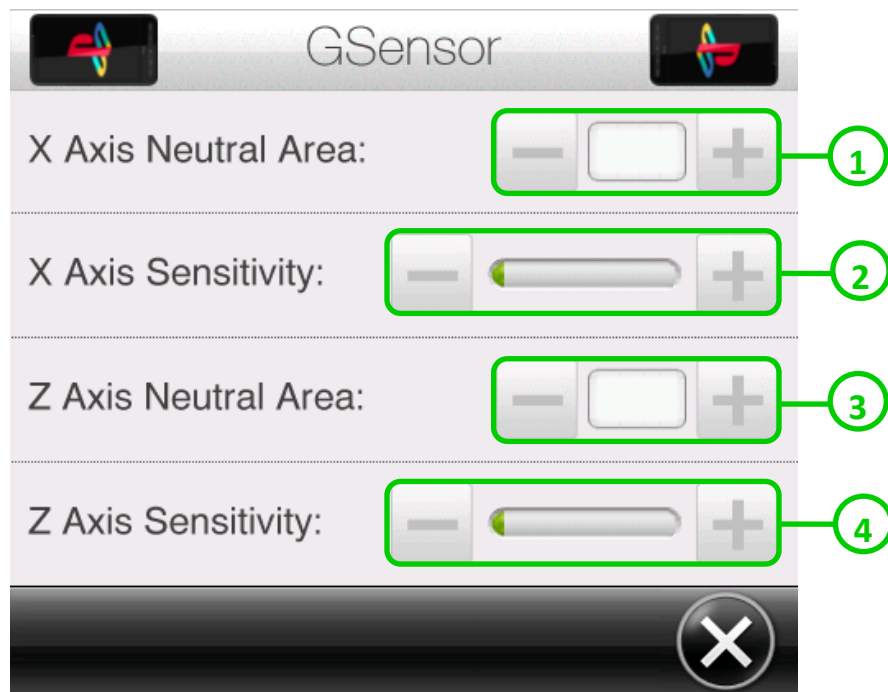 GSensor
X Axis Neutral Area:
1
X Axis Sensitivity:
2
Z Axis Neutral Area:
3
Z Axis Sensitivity:
4